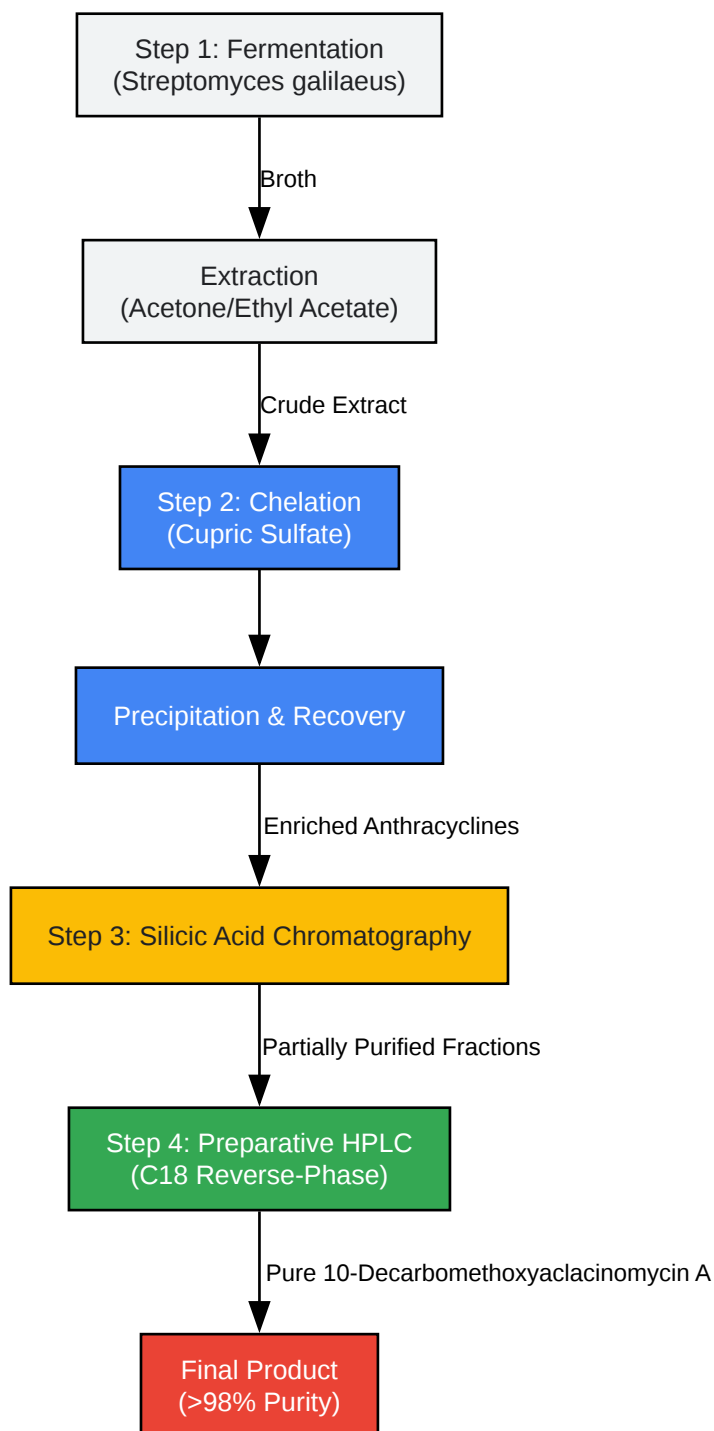 Step 1: Fermentation
(Streptomyces galilaeus)
Broth
Extraction
(Acetone/Ethyl Acetate)
Crude Extract
Step 2: Chelation
(Cupric Sulfate)
Precipitation & Recovery
Enriched Anthracyclines
Step 3: Silicic Acid Chromatography
Partially Purified Fractions
Step 4: Preparative HPLC
(C18 Reverse-Phase)
Pure 10-Decarbomethoxyaclacinomycin A
Final Product
(>98% Purity)